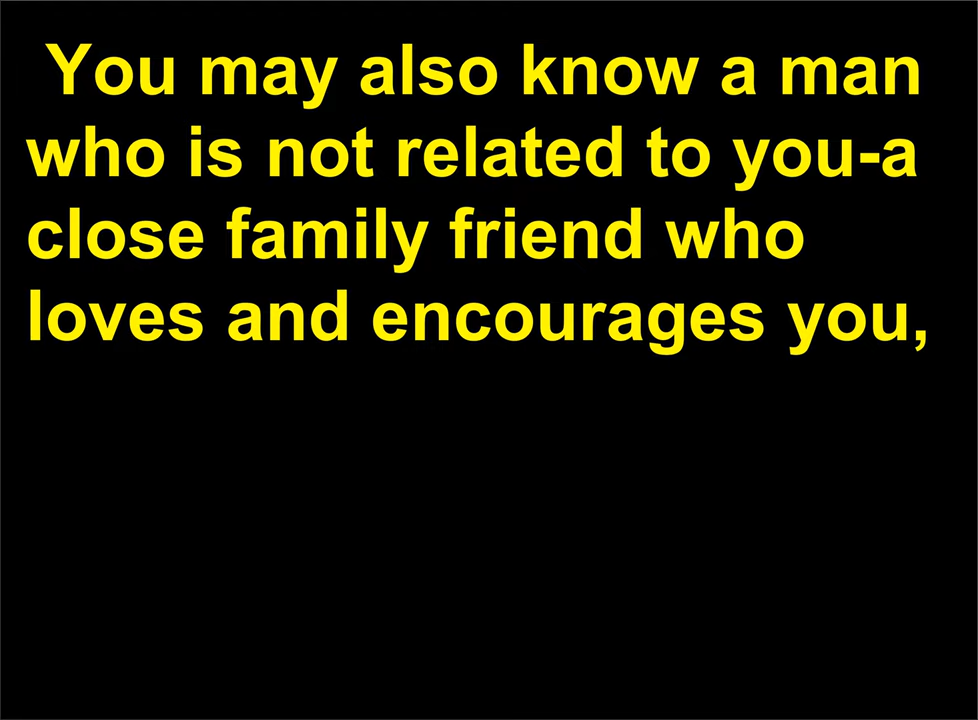 You may also know a man
who is not related to you-a
close family friend who
loves and encourages you,